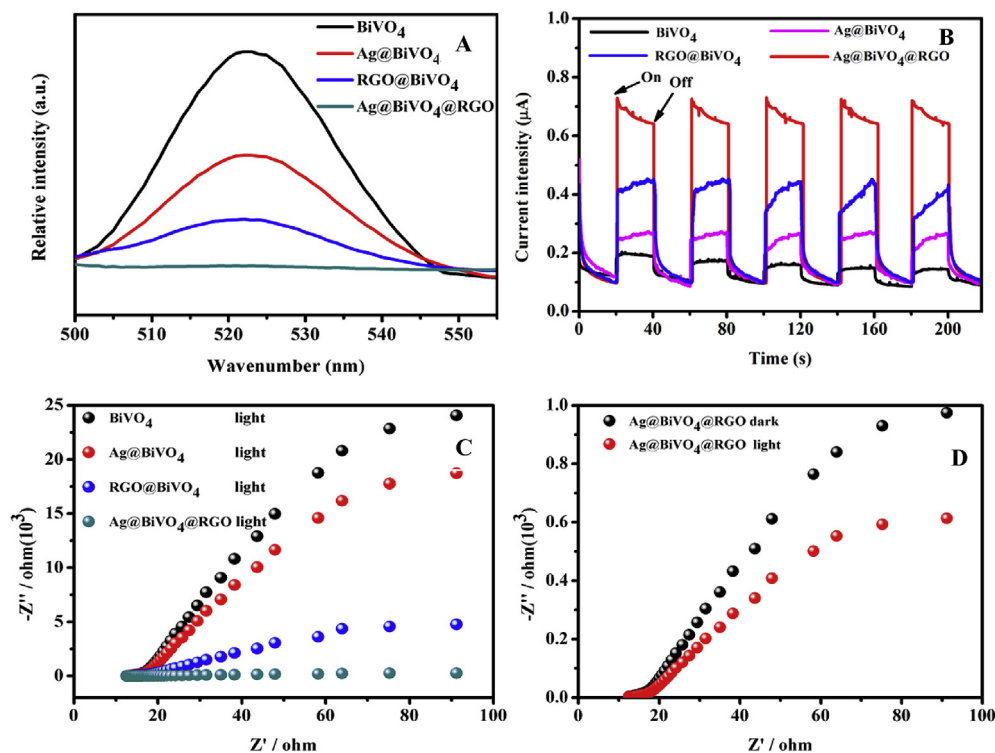 BiVO4
Ag@BiVO4
RGO@BiVO4
Ag@BiVO4@RGO
A
Relative intensity (a.u.)
500 510 520 530 540 550
Wavenumber (nm)
BiVO4 Ag@BiVO4
RGO@BiVO4 Ag@BiVO4@RGO
B
On
Off
Current intensity (μA)
1.0
0.8
0.6
0.4
0.2
0.0
0 40 80 120 160 200
Time (s)
BiVO4 light
Ag@BiVO4 light
RGO@BiVO4 light
Ag@BiVO4@RGO light
C
-Z'' / ohm(10³)
25
20
15
10
5
0
0 20 40 60 80 100
Z' / ohm
Ag@BiVO4@RGO dark
Ag@BiVO4@RGO light
D
-Z'' / ohm(10³)
1.0
0.8
0.6
0.4
0.2
0.0
0 20 40 60 80 100
Z' / ohm